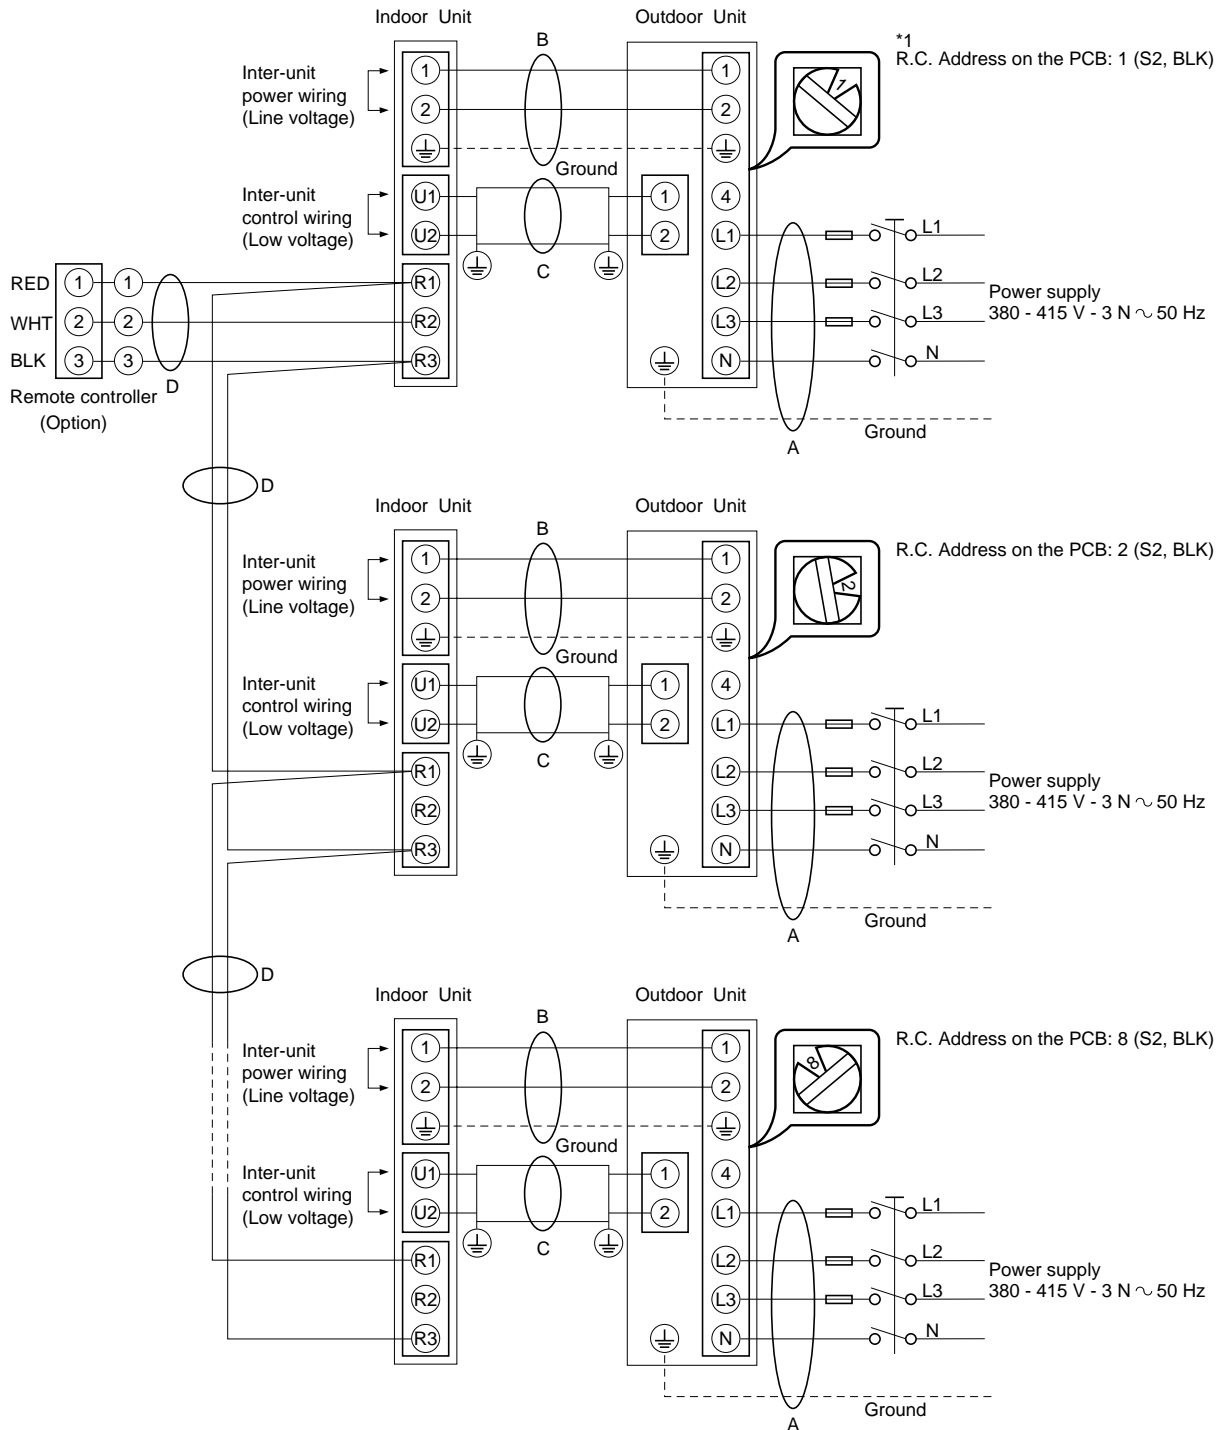 Indoor Unit
Outdoor Unit
B
*1
R.C. Address on the PCB: 1 (S2, BLK)
Inter-unit
power wiring
(Line voltage)
1
2
1
2
1
Ground
Inter-unit
control wiring
(Low voltage)
U1
U2
C
1
2
4
L1
L2
L3
N
L1
L2
L3
N
Power supply
380 - 415 V - 3 N ∼ 50 Hz
Ground
A
RED
WHT
BLK
1
2
3
1
2
3
D
R1
R2
R3
Remote controller
(Option)
D
Indoor Unit
Outdoor Unit
B
R.C. Address on the PCB: 2 (S2, BLK)
Inter-unit
power wiring
(Line voltage)
1
2
1
2
2
Ground
Inter-unit
control wiring
(Low voltage)
U1
U2
C
1
2
4
L1
L2
L3
N
L1
L2
L3
N
Power supply
380 - 415 V - 3 N ∼ 50 Hz
Ground
A
R1
R2
R3
D
Indoor Unit
Outdoor Unit
B
R.C. Address on the PCB: 8 (S2, BLK)
Inter-unit
power wiring
(Line voltage)
1
2
1
2
8
Ground
Inter-unit
control wiring
(Low voltage)
U1
U2
C
1
2
4
L1
L2
L3
N
L1
L2
L3
N
Power supply
380 - 415 V - 3 N ∼ 50 Hz
Ground
A
R1
R2
R3